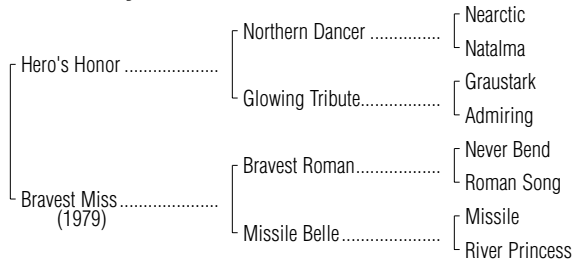 Nearctic
Northern Dancer ...............
Natalma
Hero's Honor ....................
Graustark
Glowing Tribute.................
Admiring
Never Bend
Bravest Roman..................
Roman Song
Bravest Miss.....................
(1979)
Missile
Missile Belle.....................
River Princess